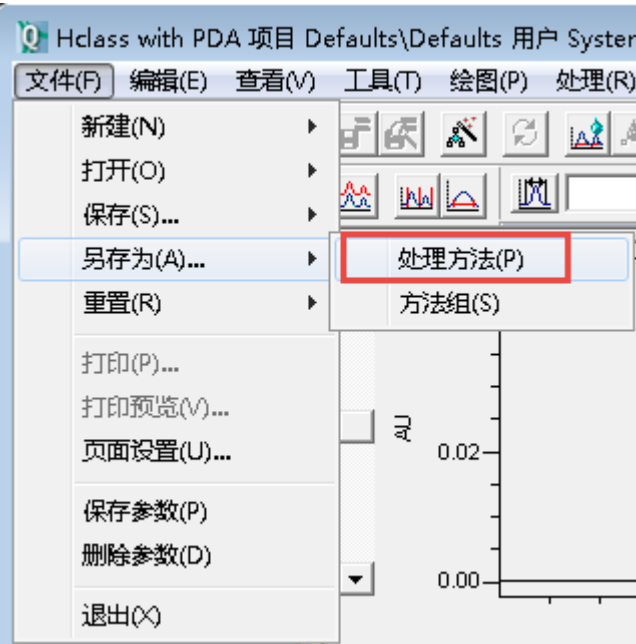 Hclass with PDA 项目 Defaults\Defaults 用户 System
文件(F) 编辑(E) 查看(V) 工具(T) 绘图(P) 处理(R)
新建(N)
打开(O)
保存(S)...
另存为(A)...
处理方法(P)
重置(R)
方法组(S)
打印(P)...
打印预览(V)...
页面设置(U)...
保存参数(P)
删除参数(D)
退出(X)
AU
0.02
0.00